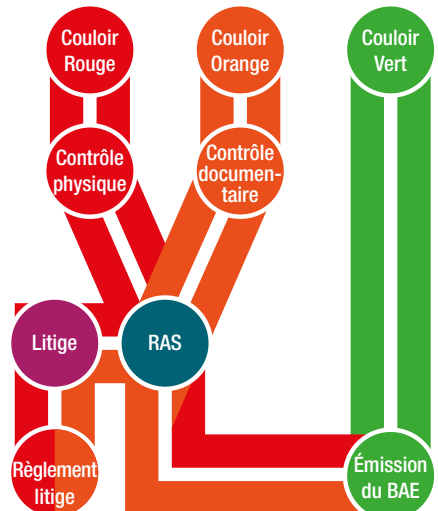 Couloir
Rouge
Couloir
Orange
Couloir
Vert
Contrôle
physique
Contrôle
documen-
taire
Litige
RAS
Règlement
litige
Émission
du BAE